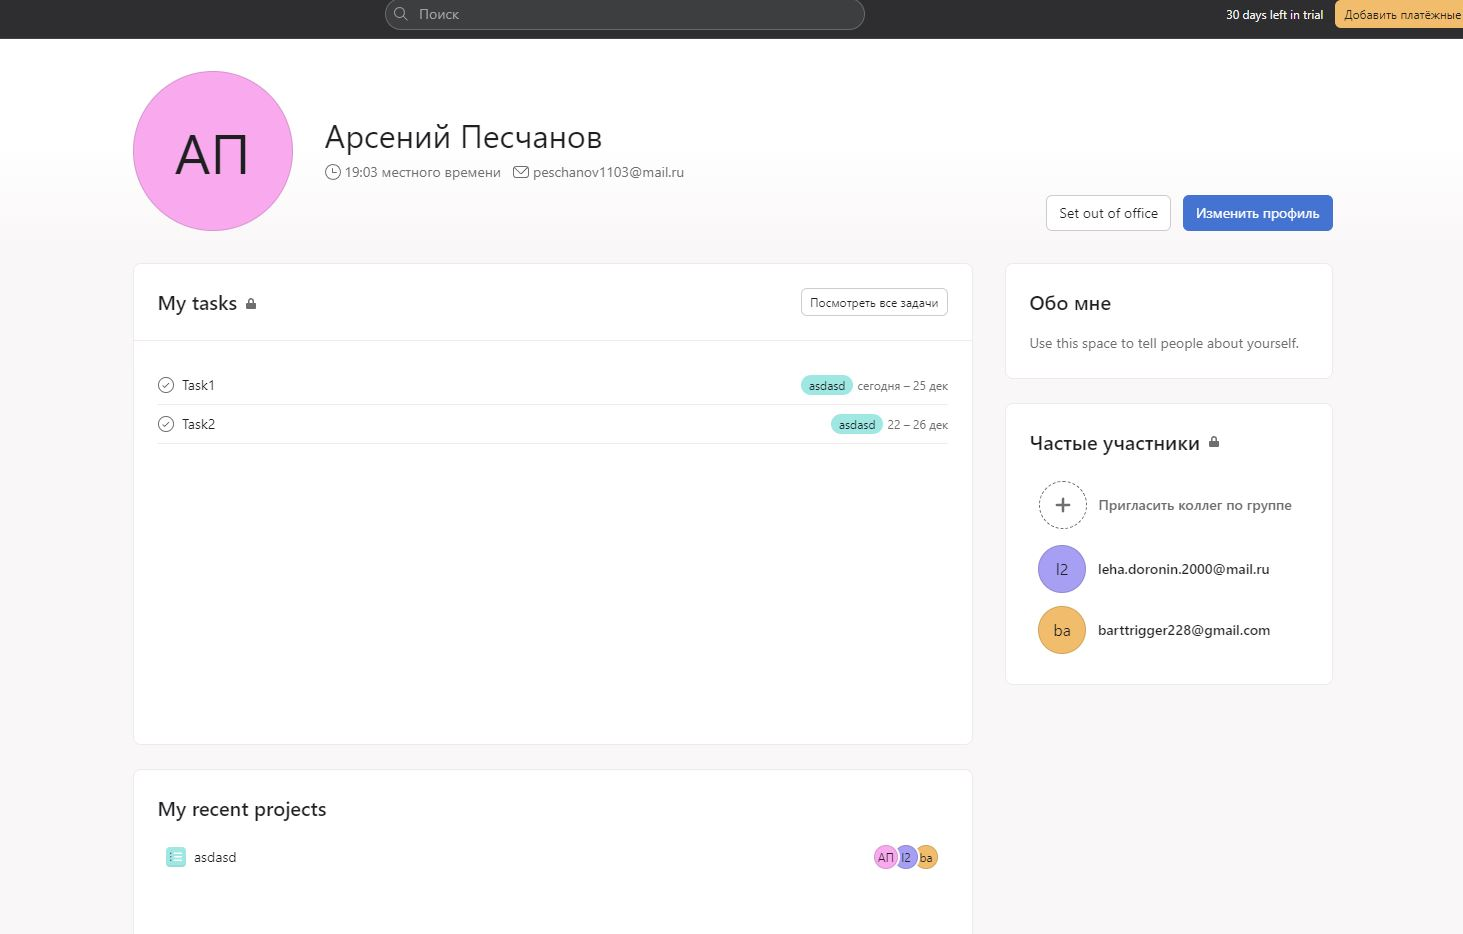 Поиск
30 days left in trial
Добавить платёжные
АП
Арсений Песчанов
19:03 местного времени peschanov1103@mail.ru
Set out of office
Изменить профиль
My tasks
Посмотреть все задачи
Task1 asdasd сегодня – 25 дек
Task2 asdasd 22 – 26 дек
My recent projects
asdasd АП l2 ba
Обо мне
Use this space to tell people about yourself.
Частые участники
Пригласить коллег по группе
l2 leha.doronin.2000@mail.ru
ba barttrigger228@gmail.com